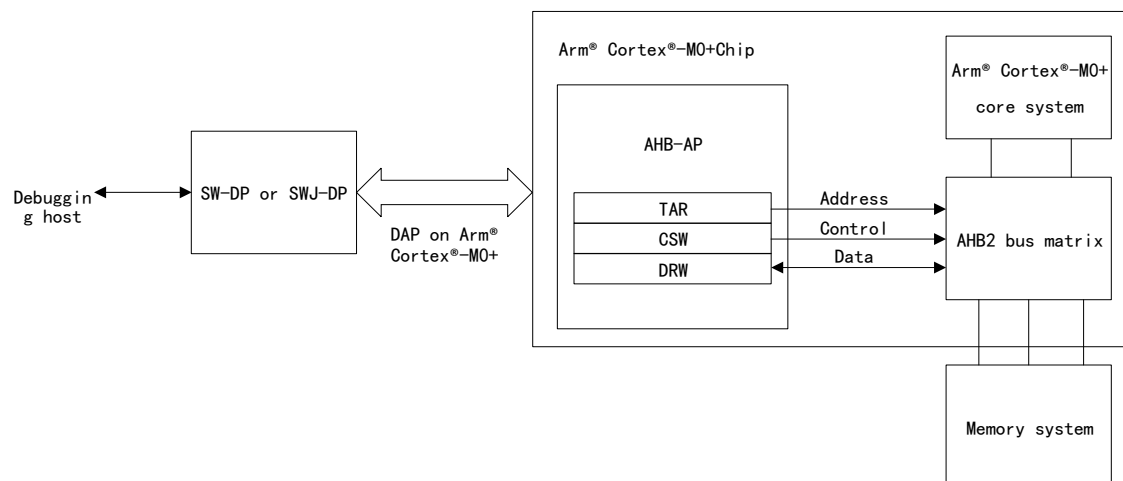 Arm® Cortex®-M0+Chip
Arm® Cortex®-M0+
core system
AHB-AP
Debuggin
g host
SW-DP or SWJ-DP
DAP on Arm®
Cortex®-M0+
TAR
CSW
DRW
Address
Control
Data
AHB2 bus matrix
Memory system